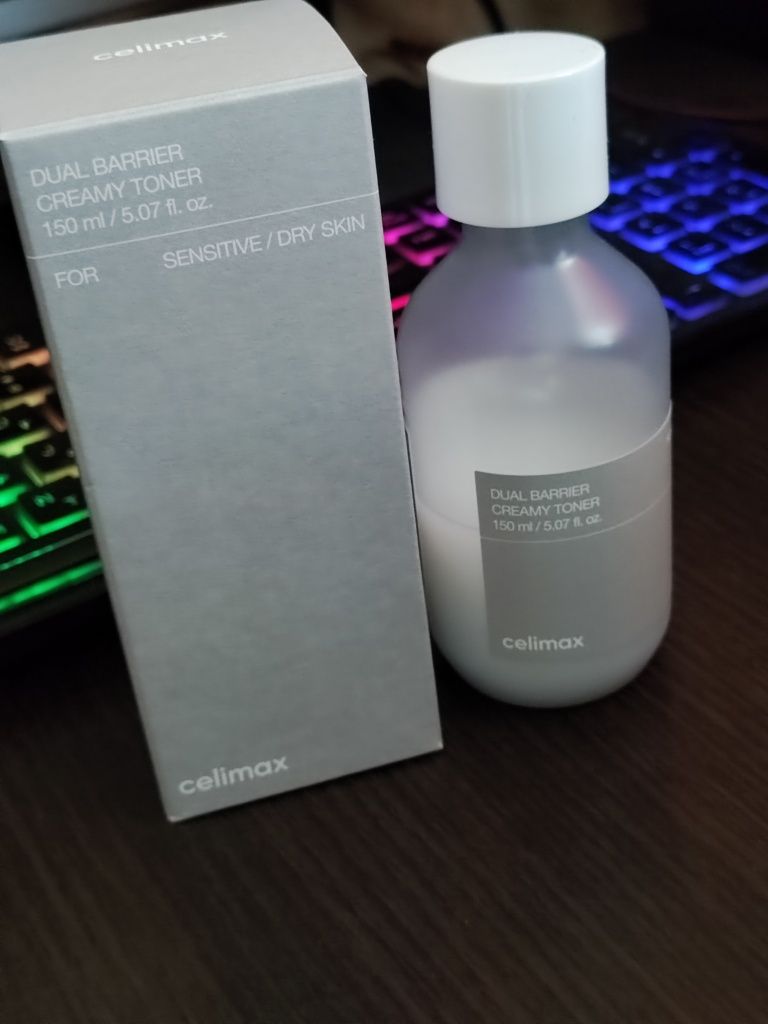 celimax
DUAL BARRIER
CREAMY TONER
150 ml / 5.07 fl. oz.
FOR SENSITIVE / DRY SKIN
celimax
DUAL BARRIER
CREAMY TONER
150 ml / 5.07 fl. oz.
celimax